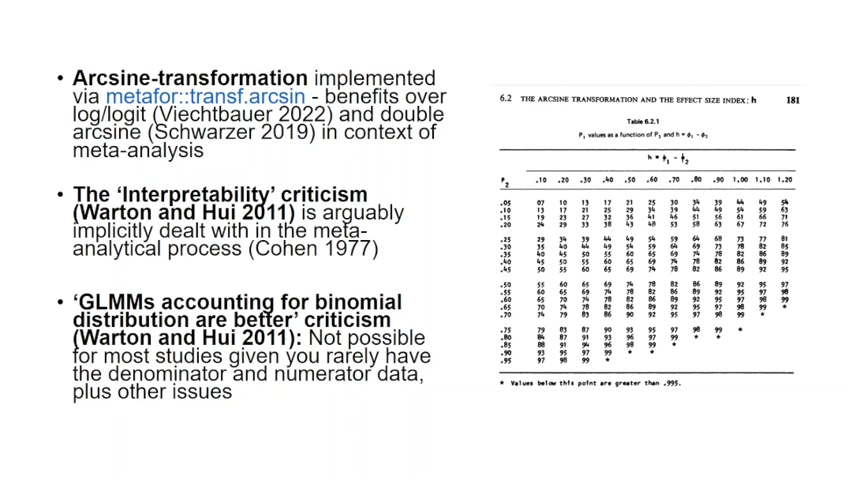 • Arcsine-transformation implemented
via metafor::transf.arcsin - benefits over
log/logit (Viechtbauer 2022) and double
arcsine (Schwarzer 2019) in context of
meta-analysis
• The ‘Interpretability’ criticism
(Warton and Hui 2011) is arguably
implicitly dealt with in the meta-
analytical process (Cohen 1977)
• ‘GLMMs accounting for binomial
distribution are better’ criticism
(Warton and Hui 2011): Not possible
for most studies given you rarely have
the denominator and numerator data,
plus other issues
6.2 THE ARCSINE TRANSFORMATION AND THE EFFECT SIZE INDEX: h 181
Table 6.2.1
P₁ values as a function of P₂ and h = ϕ₁ - ϕ₂
h = ϕ₁ - ϕ₂
P₂ .10 .20 .30 .40 .50 .60 .70 .80 .90 1.00 1.10 1.20
.05 07 10 13 17 21 25 30 34 39 44 49 54
.10 13 17 21 25 29 34 39 44 49 54 59 63
.15 19 23 27 32 36 41 46 51 56 61 66 71
.20 24 29 33 38 43 48 53 58 63 67 72 76
.25 29 34 39 44 49 54 59 64 68 73 77 81
.30 35 40 44 49 54 59 64 69 73 78 82 85
.35 40 45 50 55 60 65 69 74 78 82 86 89
.40 45 50 55 60 65 69 74 78 82 86 89 92
.45 50 55 60 65 69 74 78 82 86 89 92 95
.50 55 60 65 69 74 78 82 86 89 92 95 97
.55 60 65 69 74 78 82 86 89 92 95 97 98
.60 65 70 74 78 82 86 89 92 95 97 98 99
.65 70 74 78 82 86 89 92 95 97 98 99 *
.70 74 79 83 86 90 92 95 97 98 99 *
.75 79 83 87 90 93 95 97 98 99 *
.80 84 87 91 93 96 97 99 * *
.85 88 91 94 96 98 99 *
.90 93 95 97 99 * *
.95 97 98 99 *
* Values below this point are greater than .995.